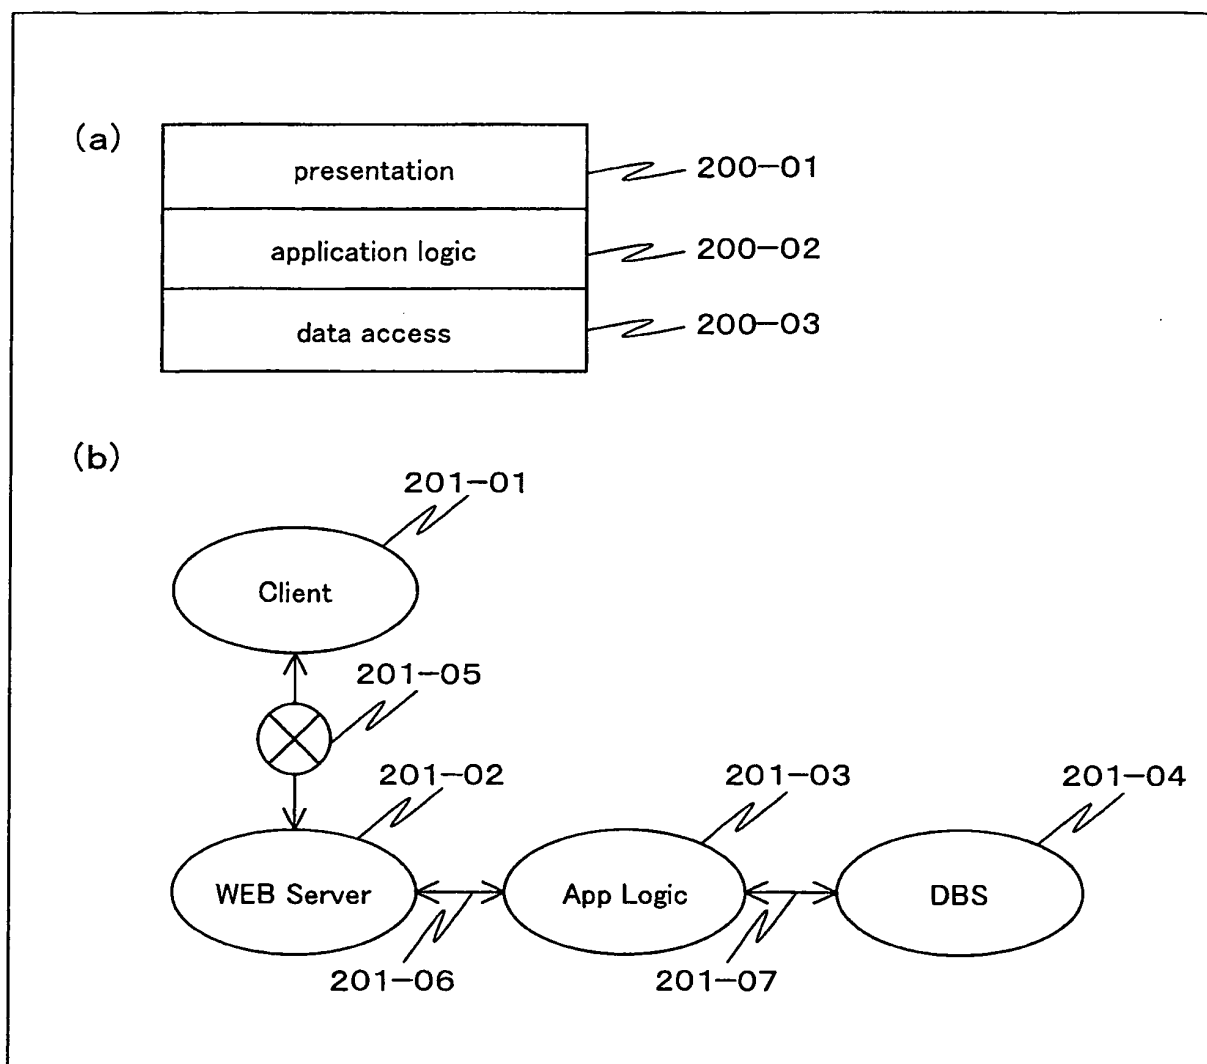 (a)
presentation 200-01
application logic 200-02
data access 200-03
(b)
201-01
Client
201-05
201-02 201-03 201-04
WEB Server App Logic DBS
201-06 201-07